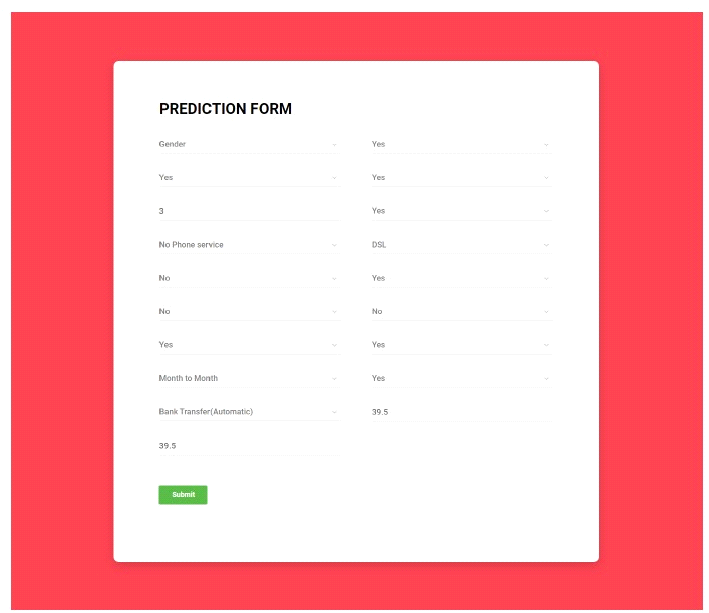 PREDICTION FORM
Gender Yes
Yes Yes
3 Yes
No Phone service DSL
No Yes
No No
Yes Yes
Month to Month Yes
Bank Transfer(Automatic) 39.5
39.5
Submit